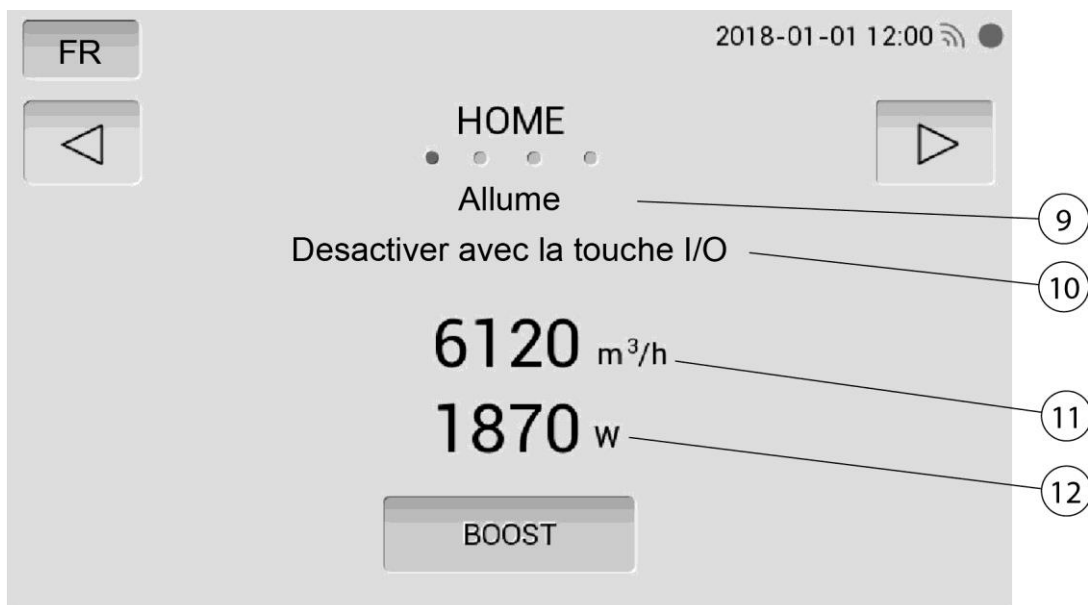 FR
2018-01-01 12:00
HOME
Allume
9
Desactiver avec la touche I/O
10
6120 m³/h
11
1870 W
12
BOOST